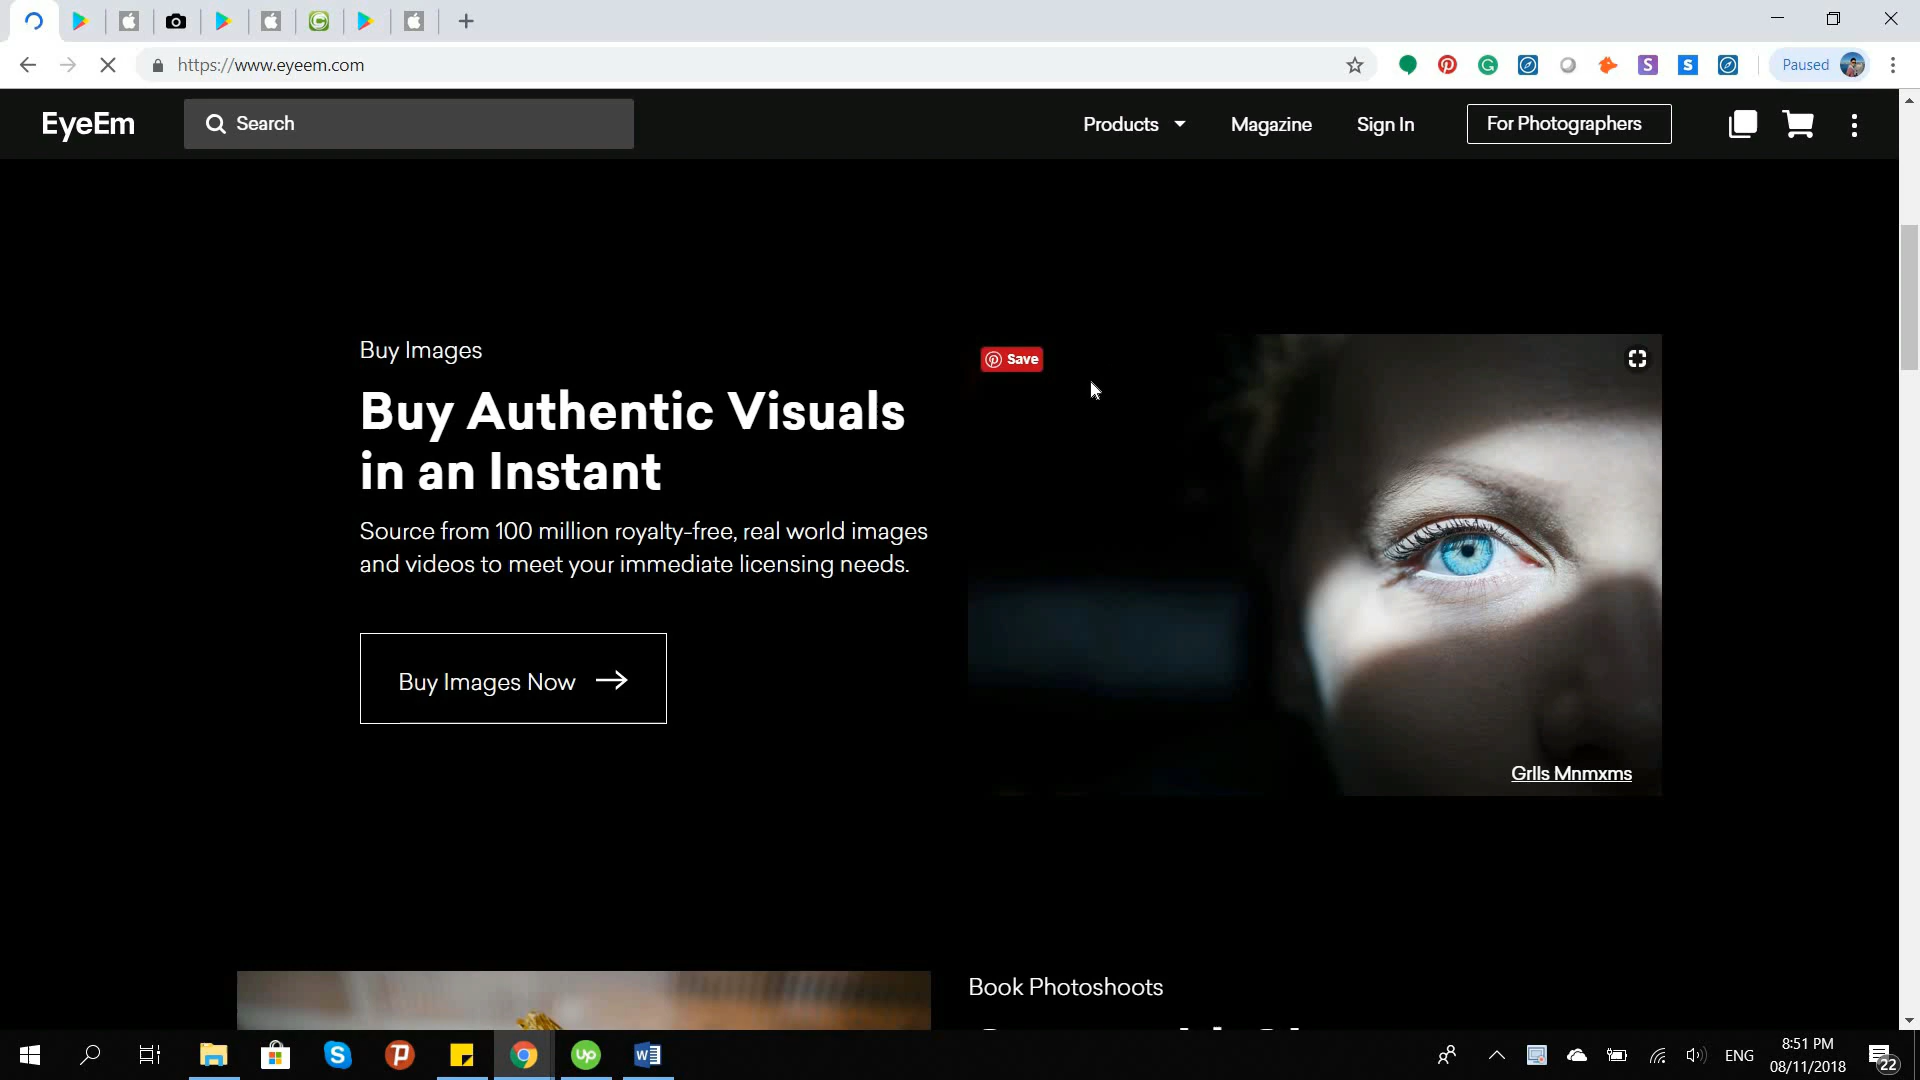 https://www.eyeem.com
Paused
EyeEm
Search
Products
Magazine
Sign In
For Photographers
Buy Images
Buy Authentic Visuals
in an Instant
Source from 100 million royalty-free, real world images
and videos to meet your immediate licensing needs.
Buy Images Now
Save
Grlls Mnmxms
Book Photoshoots
ENG
8:51 PM
08/11/2018
22